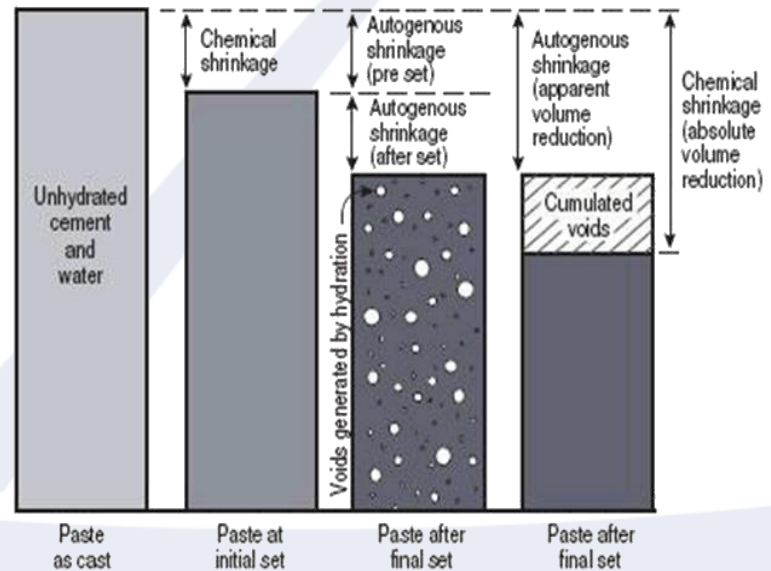 Unhydrated
cement
and
water
Chemical
shrinkage
Autogenous
shrinkage
(pre set)
Autogenous
shrinkage
(after set)
Voids generated by hydration
Autogenous
shrinkage
(apparent
volume
reduction)
Chemical
shrinkage
(absolute
volume
reduction)
Cumulated
voids
Paste
as cast
Paste at
initial set
Paste after
final set
Paste after
final set